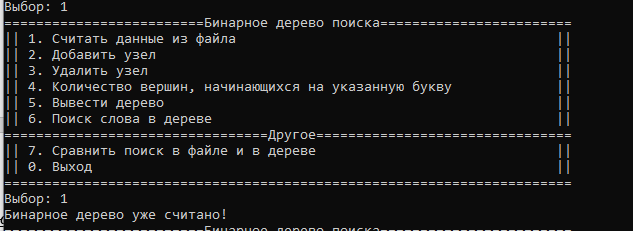 Выбор: 1
=========================Бинарное дерево поиска========================
|| 1. Считать данные из файла ||
|| 2. Добавить узел ||
|| 3. Удалить узел ||
|| 4. Количество вершин, начинающихся на указанную букву ||
|| 5. Вывести дерево ||
|| 6. Поиск слова в дереве ||
=================================Другое================================
|| 7. Сравнить поиск в файле и в дереве ||
|| 0. Выход ||
=======================================================================
Выбор: 1
Бинарное дерево уже считано!
=========================Бинарное дерево поиска========================